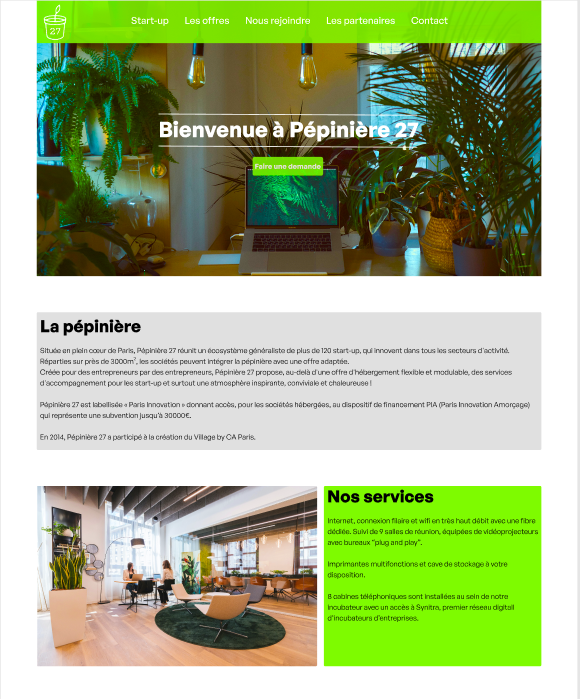 27
Start-up Les offres Nous rejoindre Les partenaires Contact
Bienvenue à Pépinière 27
Faire une demande
La pépinière
Située en plein cœur de Paris, Pépinière 27 réunit un écosystème généraliste de plus de 120 start-up, qui innovent dans tous les secteurs d'activité.
Réparties sur près de 3000m², les sociétés peuvent intégrer la pépinière avec une offre adaptée.
Créée pour des entrepreneurs par des entrepreneurs, Pépinière 27 propose, au-delà d'une offre d'hébergement flexible et modulable, des services
d'accompagnement pour les start-up et surtout une atmosphère inspirante, conviviale et chaleureuse !
Pépinière 27 est labellisée « Paris Innovation » donnant accès, pour les sociétés hébergées, au dispositif de financement PIA (Paris Innovation Amorçage)
qui représente une subvention jusqu'à 30000€.
En 2014, Pépinière 27 a participé à la création du Village by CA Paris.
Nos services
Internet, connexion filaire et wifi en très haut débit avec une fibre
dédiée. Suivi de 9 salles de réunion, équipées de vidéoprojecteurs
avec bureaux "plug and play".
Imprimantes multifonctions et cave de stockage à votre
disposition.
8 cabines téléphoniques sont installées au sein de notre
incubateur avec un accès à Synitra, premier réseau digitall
d'incubateurs d'entreprises.